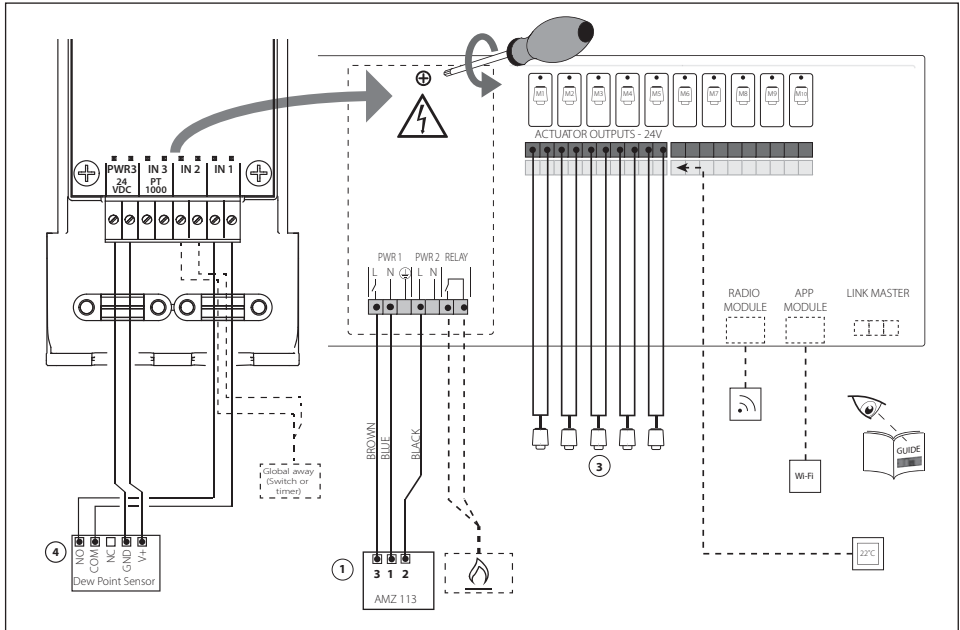 M1 M2 M3 M4 M5 M6 M7 M8 M9 M10
ACTUATOR OUTPUTS - 24V
PWR3 IN 3 IN 2 IN 1
24 PT
VDC 1000
PWR 1 PWR 2 RELAY
L N L N
RADIO
MODULE
APP
MODULE
LINK MASTER
BROWN
BLUE
BLACK
Global away
(Switch or
timer)
3
GUIDE
Wi-Fi
22°C
4
NO
COM
NC
GND
V+
Dew Point Sensor
1
3 1 2
AMZ 113